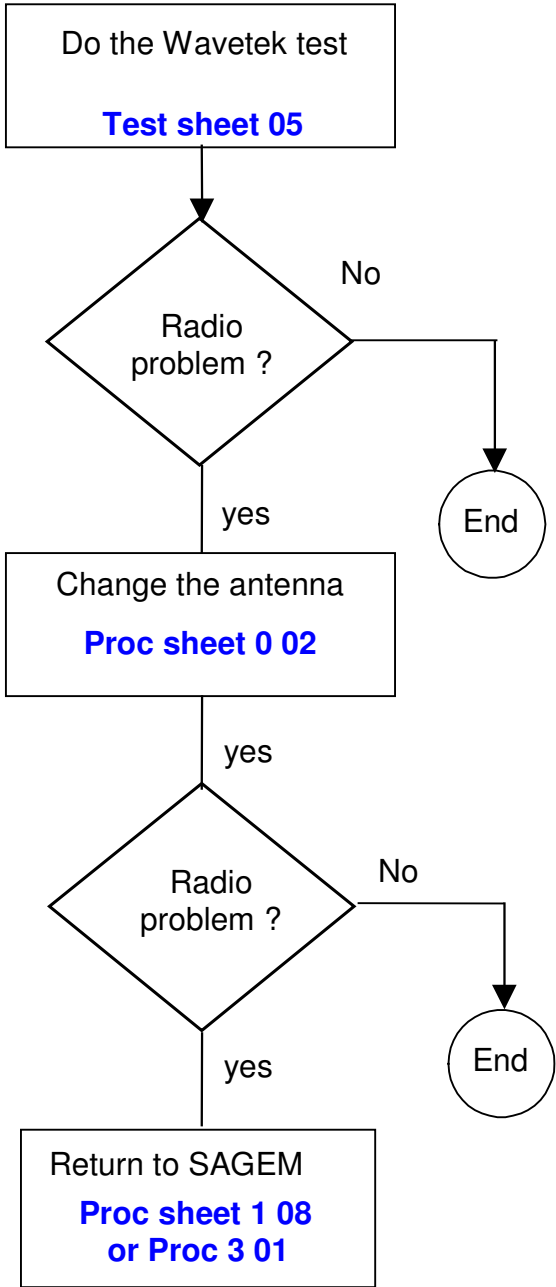 Do the Wavetek test
Test sheet 05
Radio
problem ?
No
End
yes
Change the antenna
Proc sheet 0 02
yes
Radio
problem ?
No
End
yes
Return to SAGEM
Proc sheet 1 08
or Proc 3 01